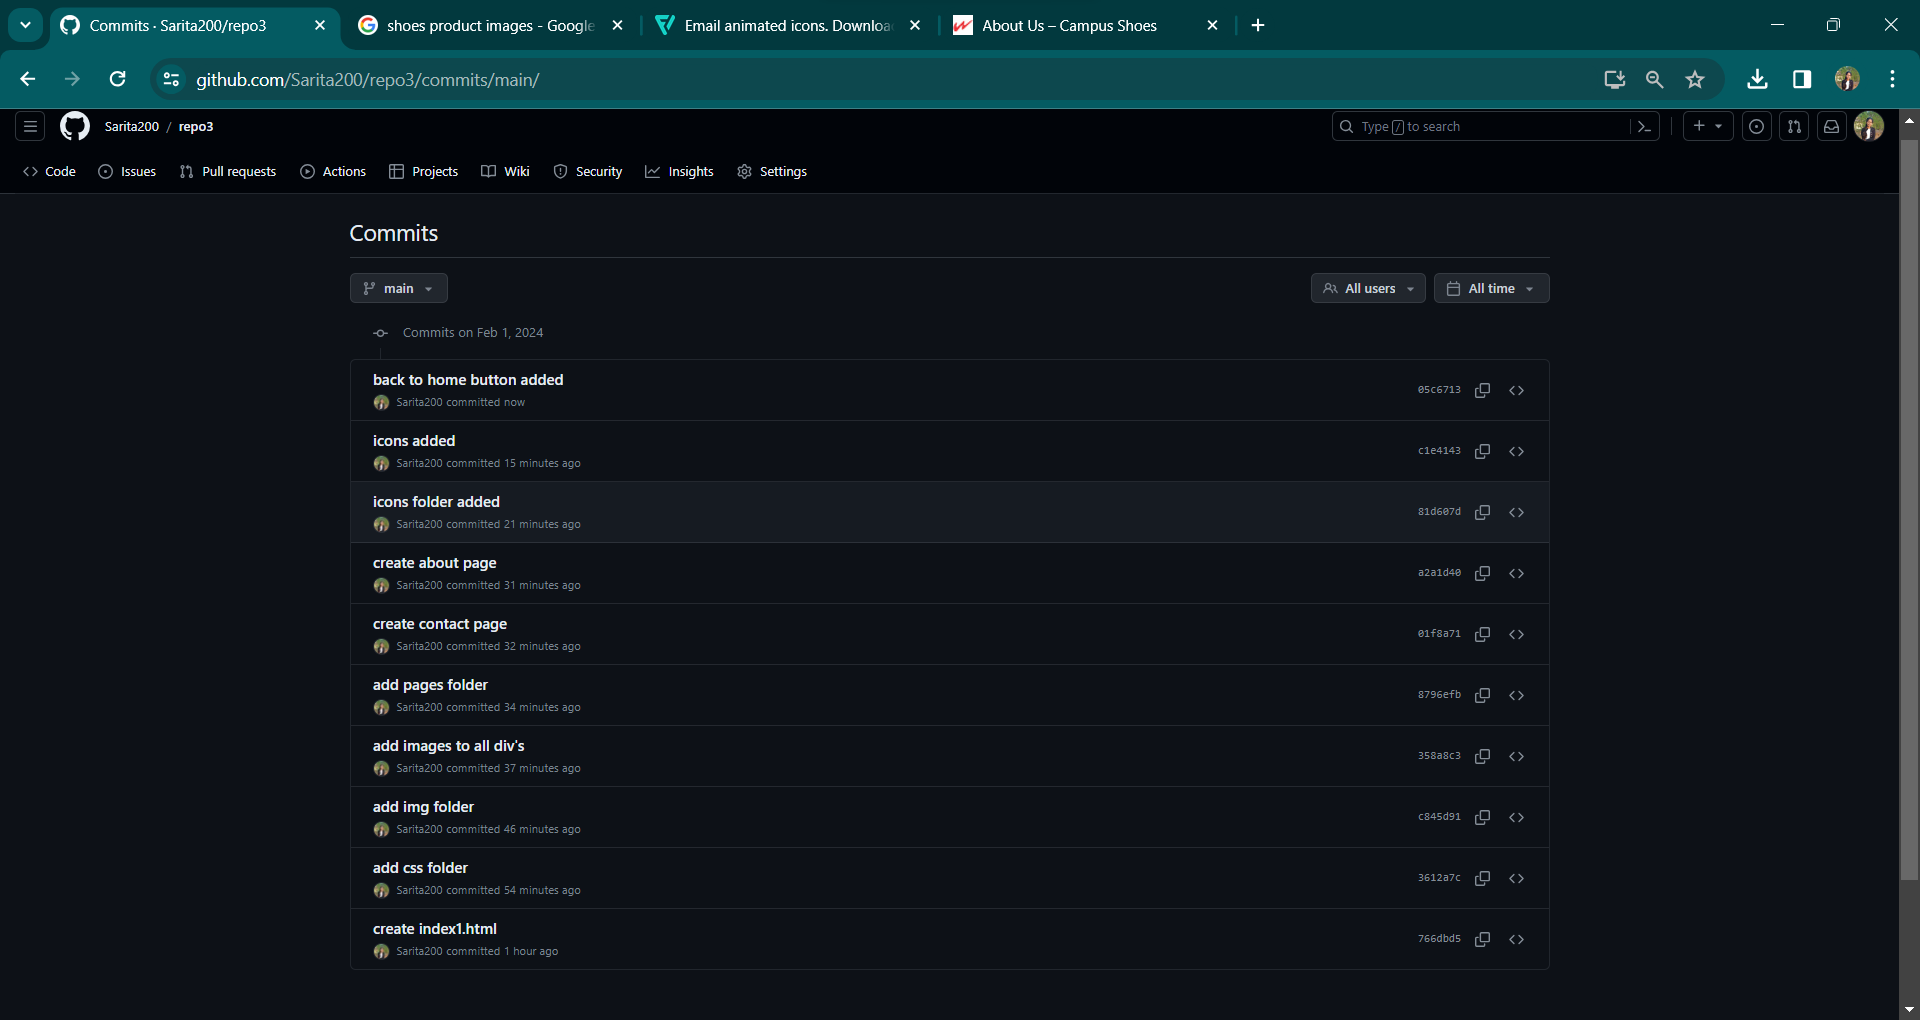 Commits · Sarita200/repo3
shoes product images - Google
Email animated icons. Downloa
About Us – Campus Shoes
github.com/Sarita200/repo3/commits/main/
Sarita200 / repo3
Type / to search
Code Issues Pull requests Actions Projects Wiki Security Insights Settings
Commits
main
All users
All time
Commits on Feb 1, 2024
back to home button added
Sarita200 committed now
05c6713
icons added
Sarita200 committed 15 minutes ago
c1e4143
icons folder added
Sarita200 committed 21 minutes ago
81d607d
create about page
Sarita200 committed 31 minutes ago
a2a1d40
create contact page
Sarita200 committed 32 minutes ago
01f8a71
add pages folder
Sarita200 committed 34 minutes ago
8796efb
add images to all div's
Sarita200 committed 37 minutes ago
358a8c3
add img folder
Sarita200 committed 46 minutes ago
c845d91
add css folder
Sarita200 committed 54 minutes ago
3612a7c
create index1.html
Sarita200 committed 1 hour ago
766dbd5